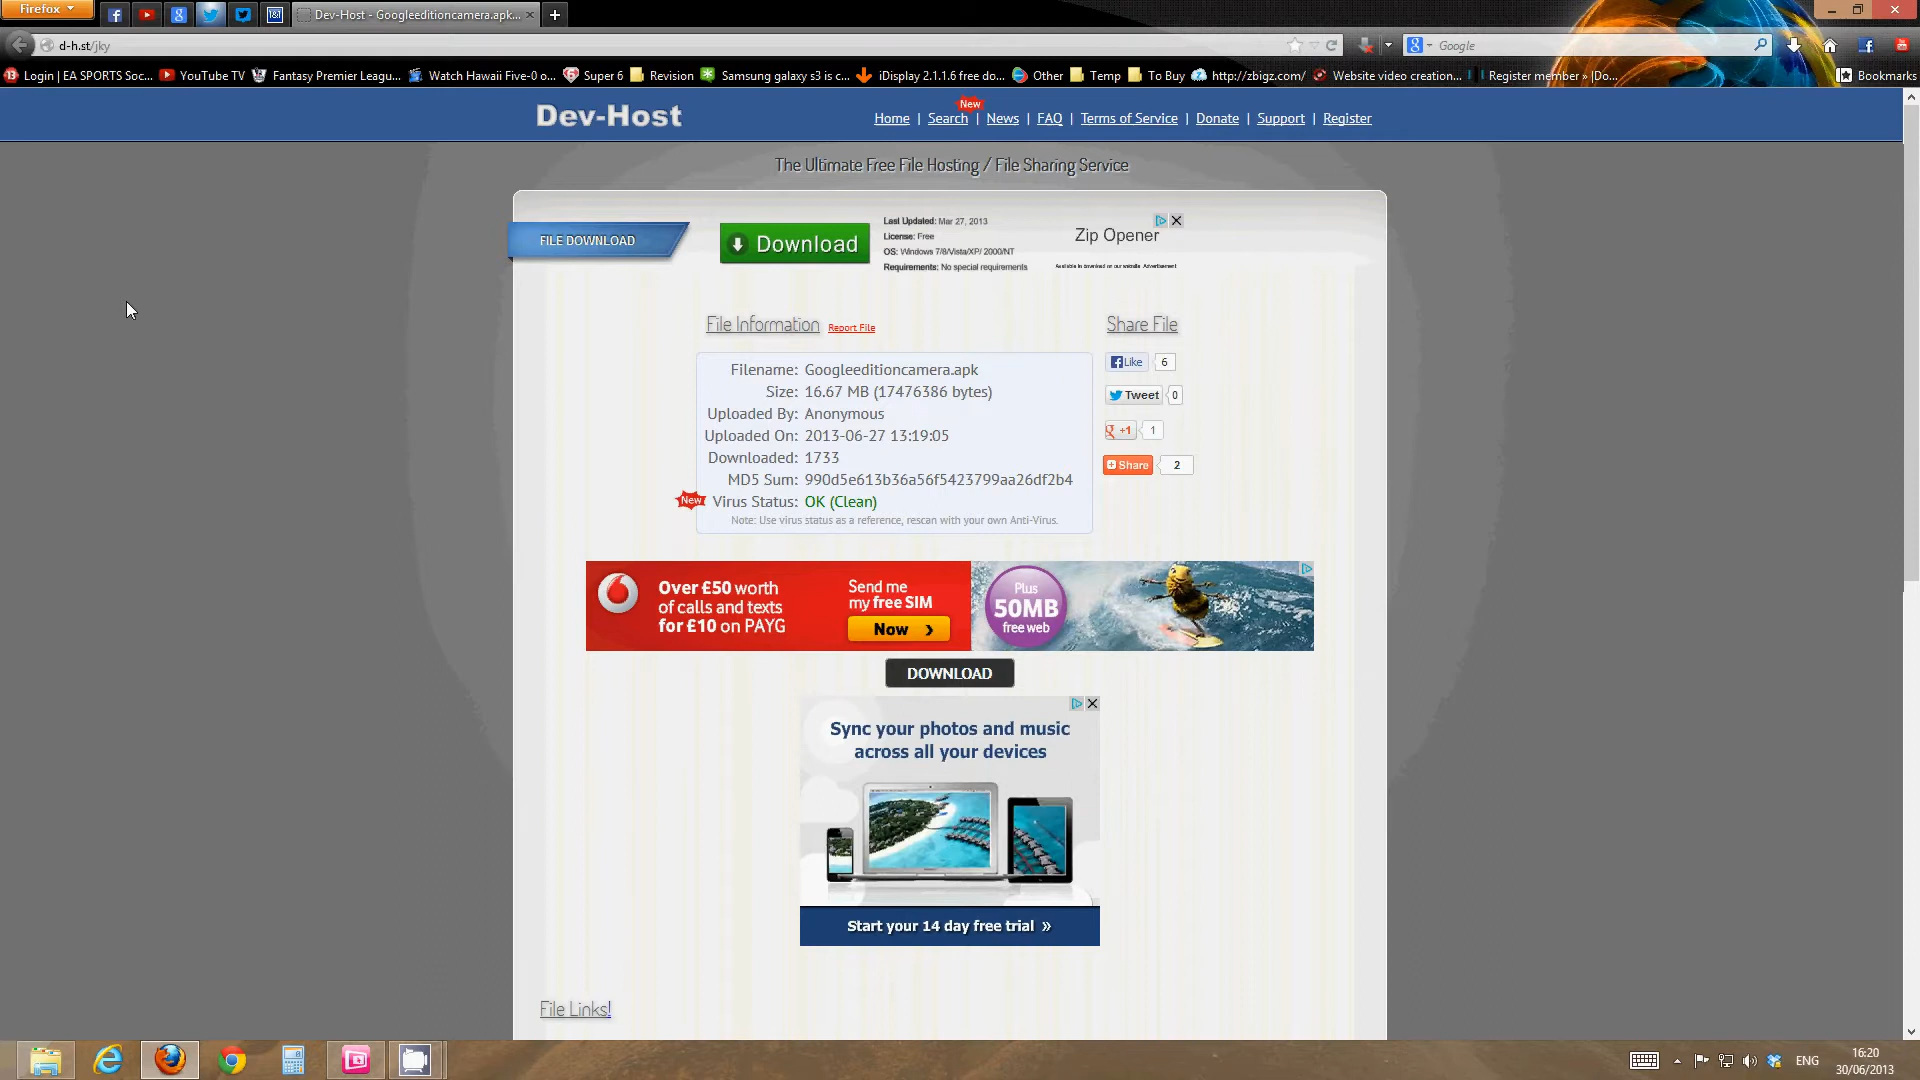 Firefox
Dev-Host - Googleeditioncamera.apk...
d-h.st/jky
Google
Login | EA SPORTS Soc...
YouTube TV
Fantasy Premier Leagu...
Watch Hawaii Five-0 o...
Super 6
Revision
Samsung galaxy s3 is c...
iDisplay 2.1.1.6 free do...
Other
Temp
To Buy
http://zbigz.com/
Website video creation...
Register member » |Do...
Bookmarks
Dev-Host
New
Home | Search | News | FAQ | Terms of Service | Donate | Support | Register
The Ultimate Free File Hosting / File Sharing Service
FILE DOWNLOAD
Download
Last Updated: Mar 27, 2013
License: Free
OS: Windows 7/8/Vista/XP/ 2000/NT
Requirements: No special requirements
Zip Opener
Available to download on our website. Advertisement
File Information
Report File
Share File
Filename: Googleeditioncamera.apk
Size: 16.67 MB (17476386 bytes)
Uploaded By: Anonymous
Uploaded On: 2013-06-27 13:19:05
Downloaded: 1733
MD5 Sum: 990d5e613b36a56f5423799aa26df2b4
New
Virus Status: OK (Clean)
Note: Use virus status as a reference, rescan with your own Anti-Virus.
Like 6
Tweet 0
+1 1
Share 2
Over £50 worth
of calls and texts
for £10 on PAYG
Send me
my free SIM
Now
Plus
50MB
free web
DOWNLOAD
Sync your photos and music
across all your devices
Start your 14 day free trial »
File Links!
ENG
16:20
30/06/2013